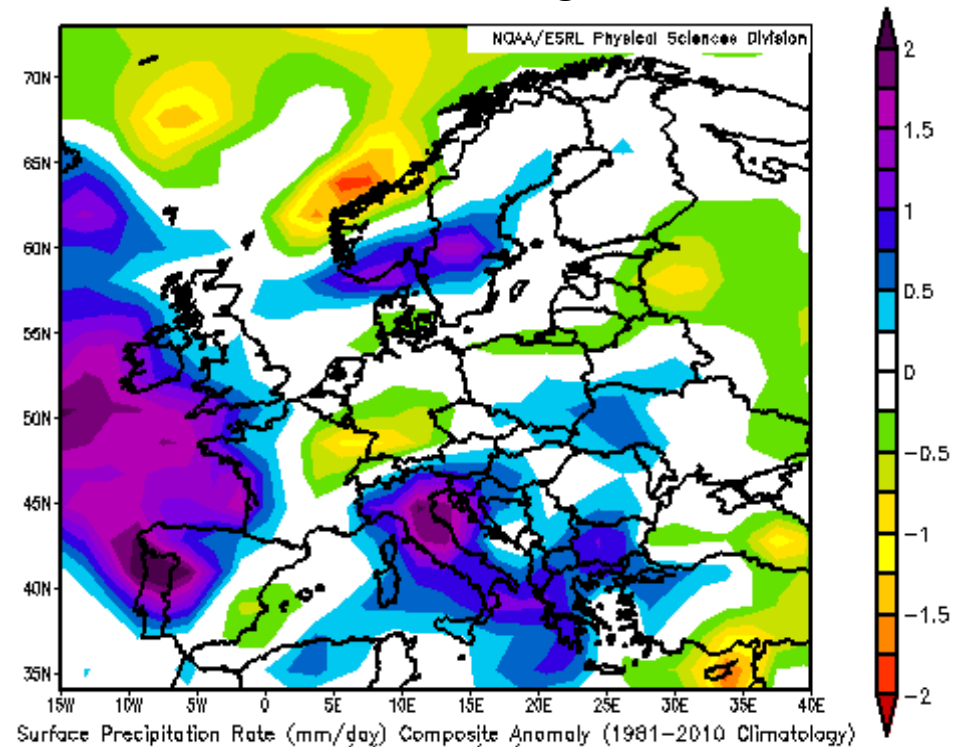 NOAA/ESRL Physical Sciences Division
70N
65N
60N
55N
50N
45N
40N
35N
15W 10W 5W 0 5E 10E 15E 20E 25E 30E 35E 40E
2
1.5
1
0.5
0
-0.5
-1
-1.5
-2
Surface Precipitation Rate (mm/day) Composite Anomaly (1981-2010 Climatology)